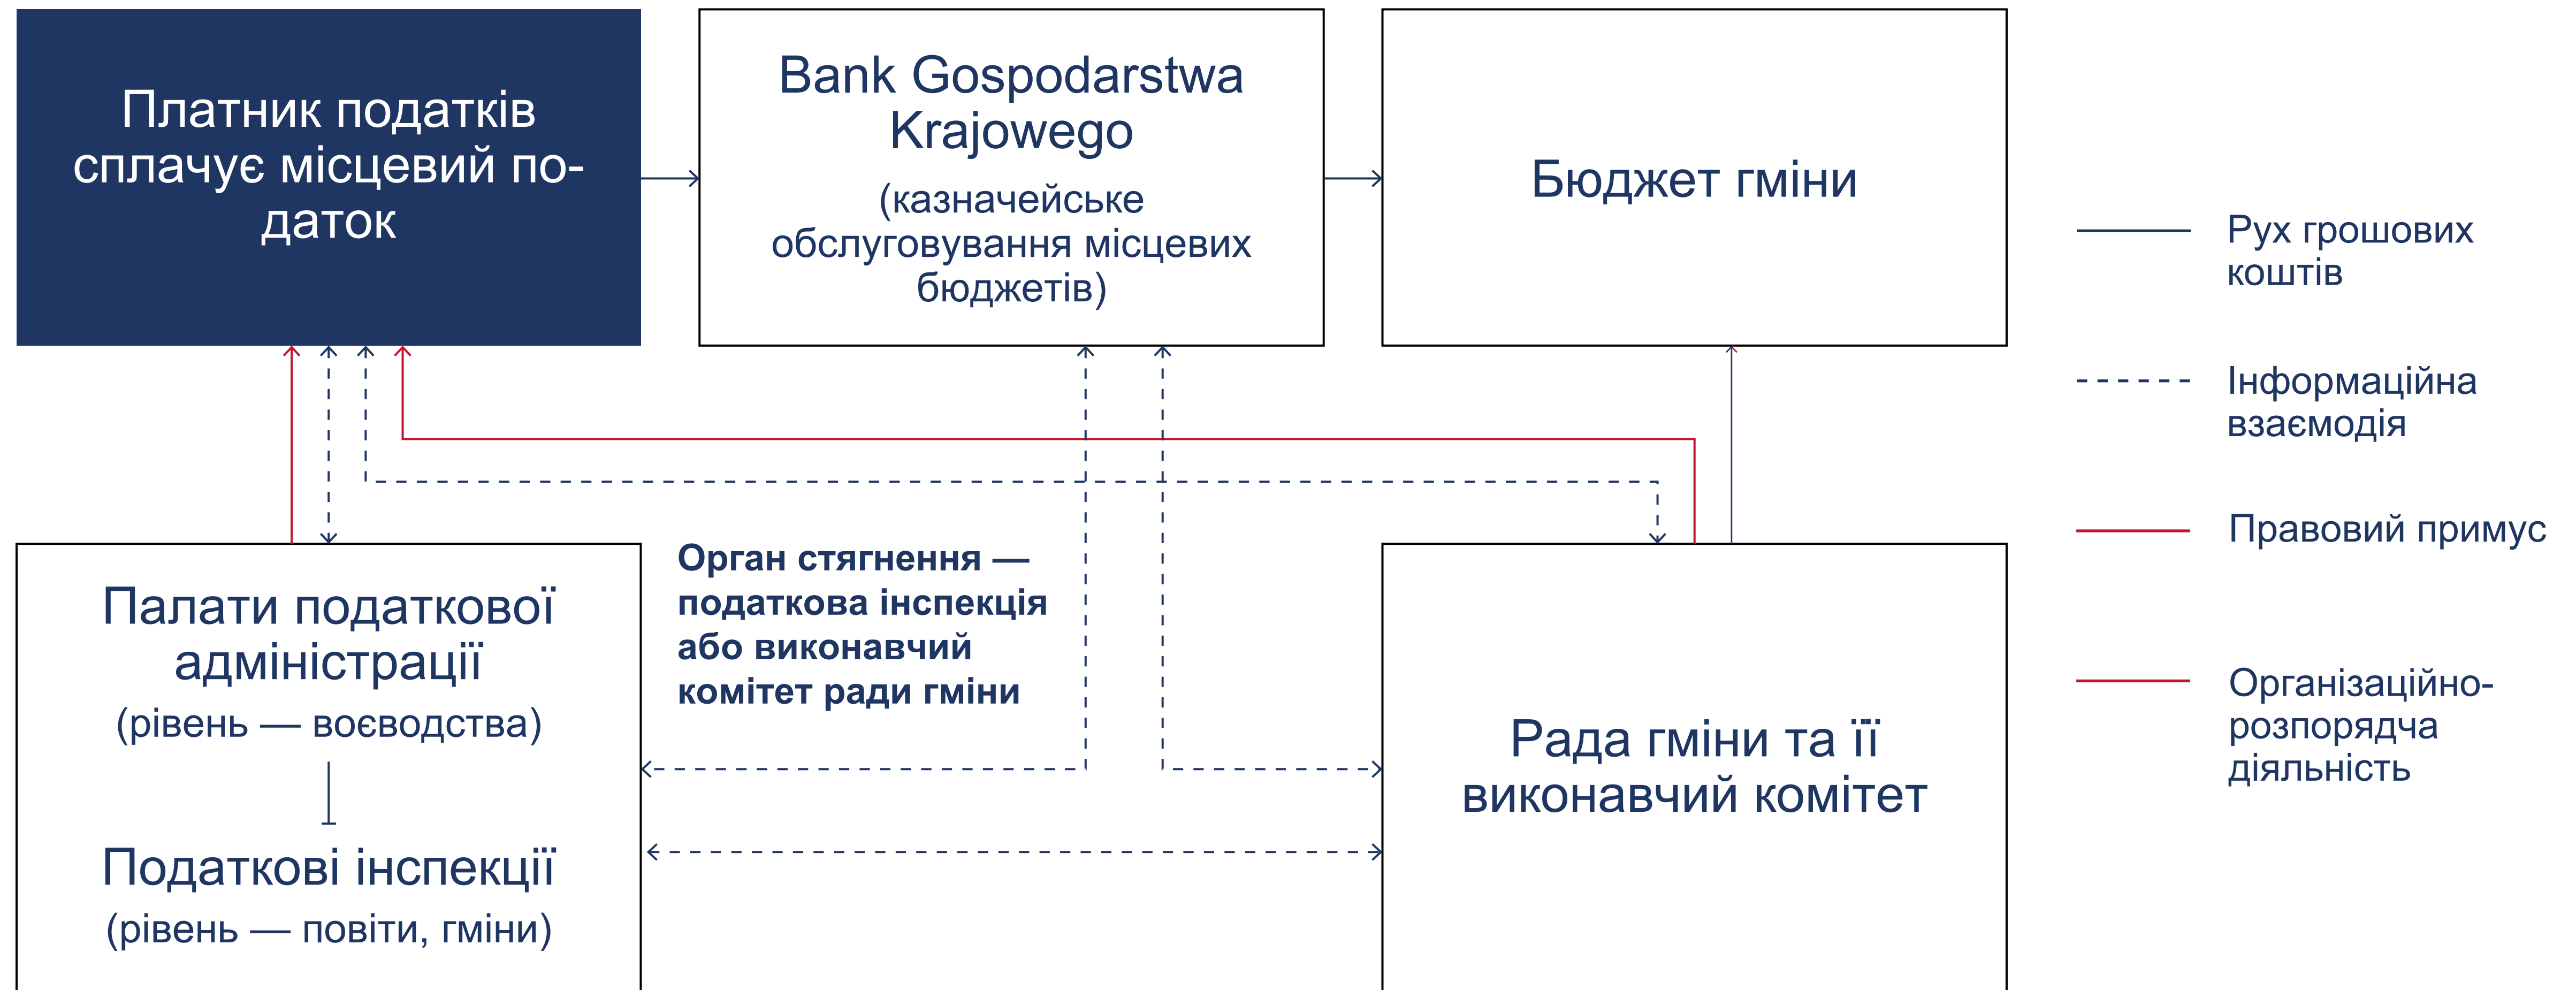 Платник податків
сплачує місцевий по-
даток
Bank Gospodarstwa
Krajowego
(казначейське
обслуговування місцевих
бюджетів)
Бюджет гміни
Рух грошових
коштів
Інформаційна
взаємодія
Правовий примус
Організаційно-
розпорядча
діяльність
Палати податкової
адміністрації
(рівень — воєводства)
Податкові інспекції
(рівень — повіти, гміни)
Орган стягнення —
податкова інспекція
або виконавчий
комітет ради гміни
Рада гміни та її
виконавчий комітет